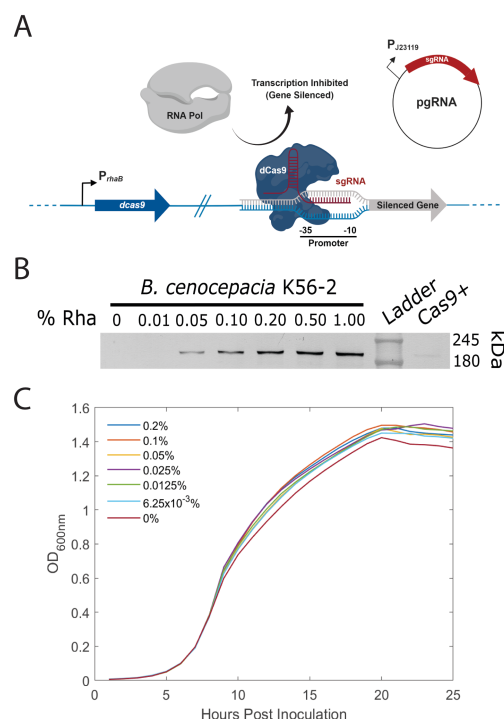 A
P_J23119
sgRNA
pgRNA
RNA Pol
Transcription Inhibited
(Gene Silenced)
dCas9
sgRNA
P_rhaB
dcas9
Silenced Gene
-35 -10
Promoter
B
B. cenocepacia K56-2
% Rha 0 0.01 0.05 0.10 0.20 0.50 1.00 Ladder Cas9+
245
180
kDa
C
1.6
1.4
1.2
1
0.8
0.6
0.4
0.2
0
OD600nm
0.2%
0.1%
0.05%
0.025%
0.0125%
6.25x10⁻³%
0%
0 5 10 15 20 25
Hours Post Inoculation